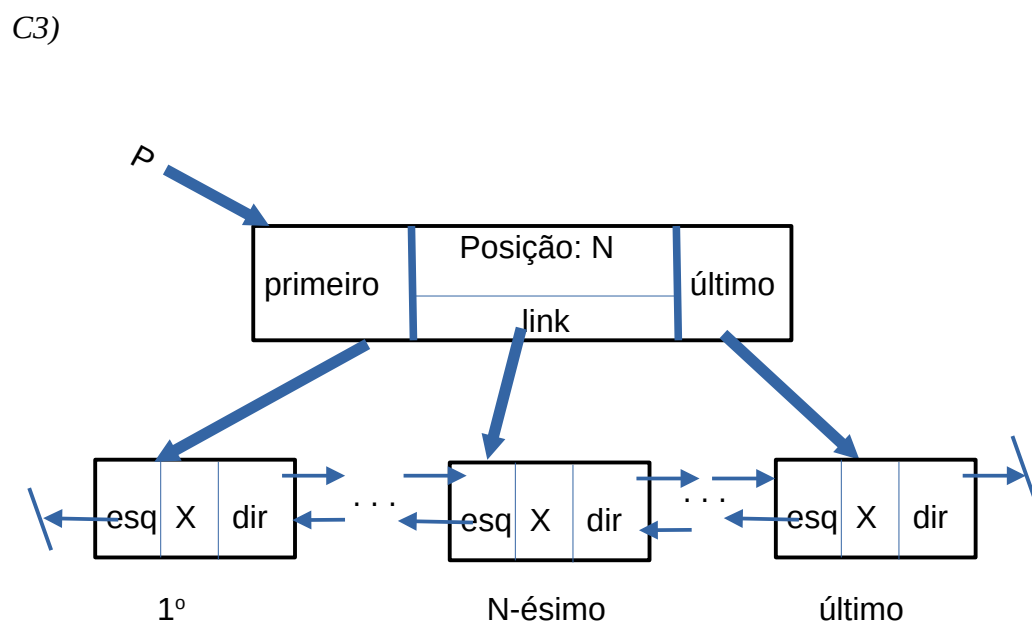 C3)
P
Posição: N
primeiro
último
link
. . .
. . .
esq X dir
esq X dir
esq X dir
1º
N-ésimo
último